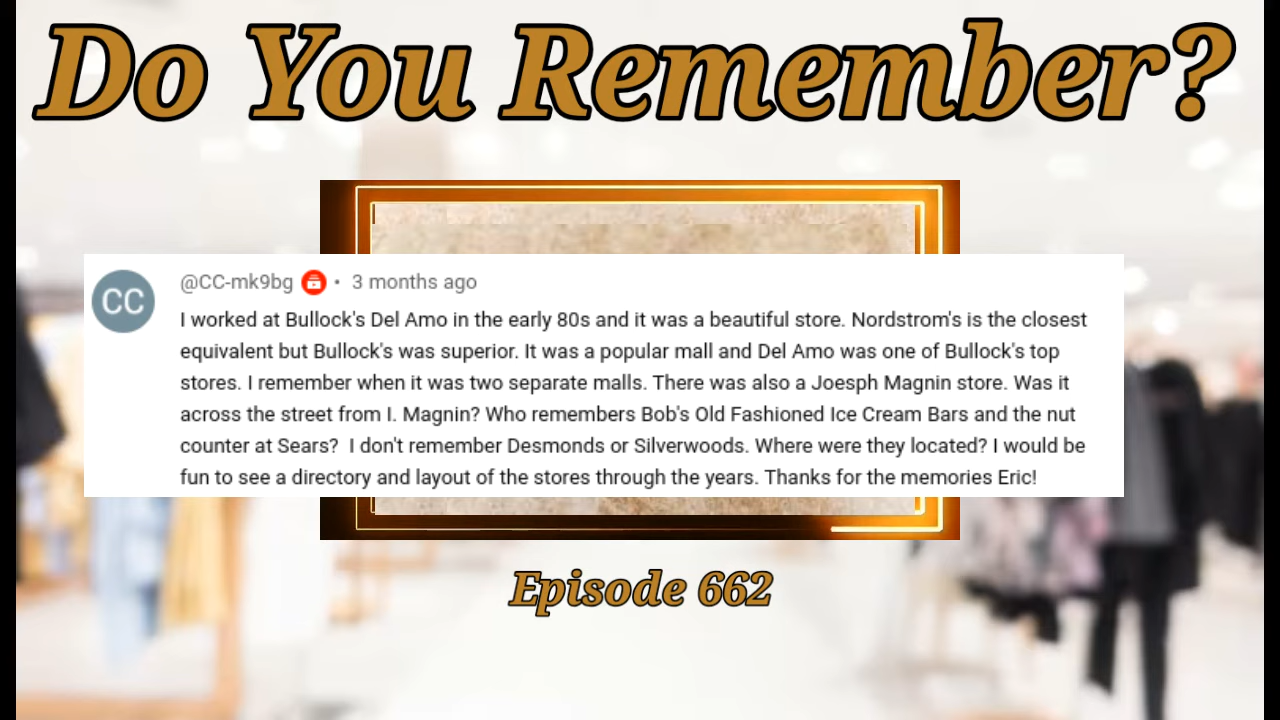 Do You Remember?
CC
@CC-mk9bg • 3 months ago
I worked at Bullock's Del Amo in the early 80s and it was a beautiful store. Nordstrom's is the closest
equivalent but Bullock's was superior. It was a popular mall and Del Amo was one of Bullock's top
stores. I remember when it was two separate malls. There was also a Joesph Magnin store. Was it
across the street from I. Magnin? Who remembers Bob's Old Fashioned Ice Cream Bars and the nut
counter at Sears?  I don't remember Desmonds or Silverwoods. Where were they located? I would be
fun to see a directory and layout of the stores through the years. Thanks for the memories Eric!
Episode 662